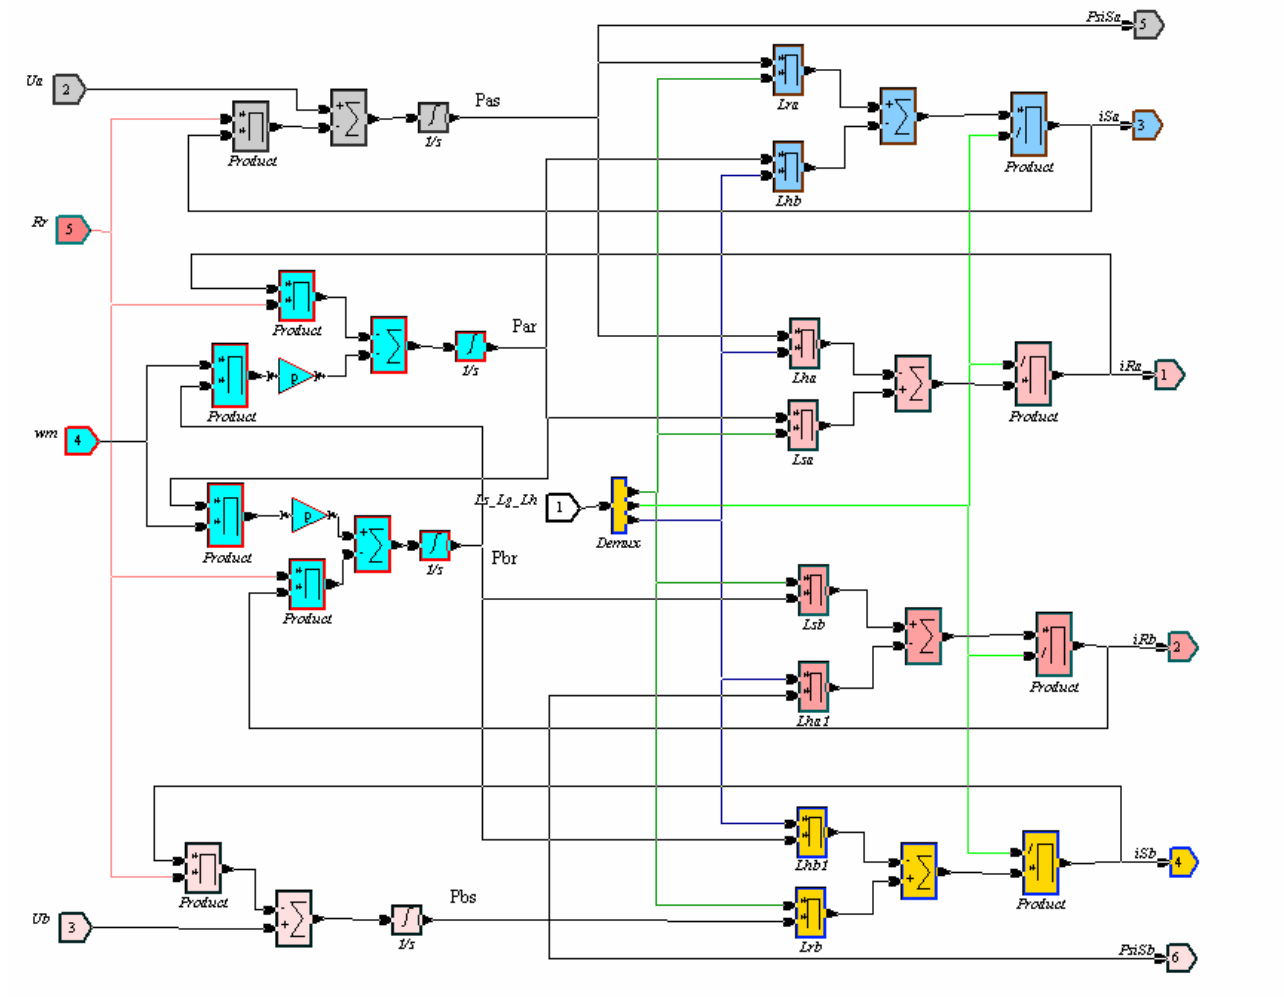 PsiSa
5
Ua
2
Pas
1/s
Product
Lra
iSa
3
Product
Lhb
Rr
5
Product
Par
1/s
p
Product
Lha
iRa
1
Product
Lsa
wm
4
Ls_Lg_Lh
1
Demux
p
Product
Pbr
1/s
Product
Lsb
iRb
2
Product
Lha1
Lhb1
iSb
4
Product
Product
Pbs
Ub
3
1/s
Lrb
PsiSb
6